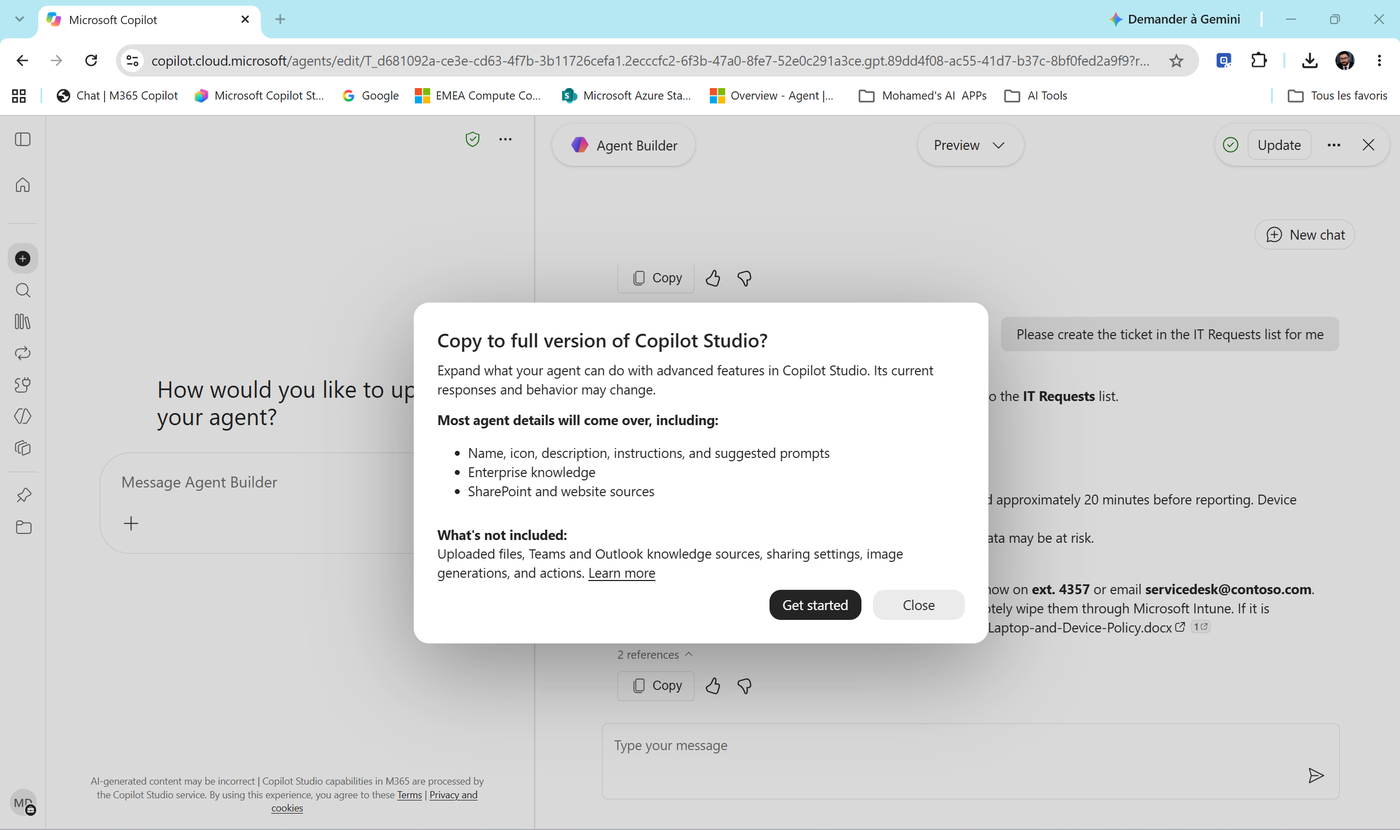 Microsoft Copilot
Demander à Gemini
copilot.cloud.microsoft/agents/edit/T_d681092a-ce3e-cd63-4f7b-3b11726cefa1.2ecccfc2-6f3b-47a0-8fe7-52e0c291a3ce.gpt.89dd4f08-ac55-41d7-b37c-8bf0fed2a9f9?r...
Chat | M365 Copilot
Microsoft Copilot St...
Google
EMEA Compute Co...
Microsoft Azure Sta...
Overview - Agent |...
Mohamed's AI APPs
AI Tools
Tous les favoris
Agent Builder
Preview
Update
New chat
Copy
Please create the ticket in the IT Requests list for me
How would you like to up
your agent?
Message Agent Builder
o the IT Requests list.
d approximately 20 minutes before reporting. Device
ata may be at risk.
now on ext. 4357 or email servicedesk@contoso.com.
otely wipe them through Microsoft Intune. If it is
Laptop-and-Device-Policy.docx 1
Copy to full version of Copilot Studio?
Expand what your agent can do with advanced features in Copilot Studio. Its current
responses and behavior may change.
Most agent details will come over, including:
• Name, icon, description, instructions, and suggested prompts
• Enterprise knowledge
• SharePoint and website sources
What's not included:
Uploaded files, Teams and Outlook knowledge sources, sharing settings, image
generations, and actions. Learn more
Get started
Close
2 references
Copy
Type your message
AI-generated content may be incorrect | Copilot Studio capabilities in M365 are processed by
the Copilot Studio service. By using this experience, you agree to these Terms | Privacy and
cookies